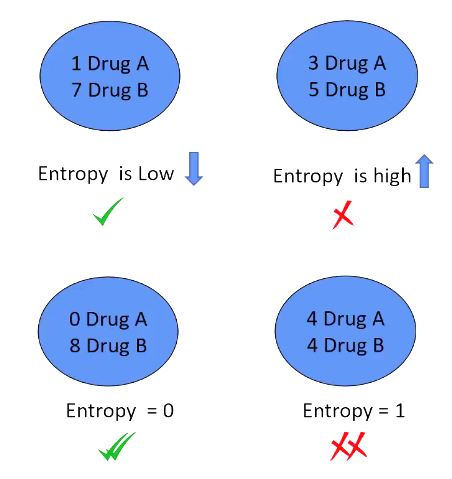 1 Drug A
7 Drug B
3 Drug A
5 Drug B
Entropy is Low
Entropy is high
0 Drug A
8 Drug B
4 Drug A
4 Drug B
Entropy = 0
Entropy = 1